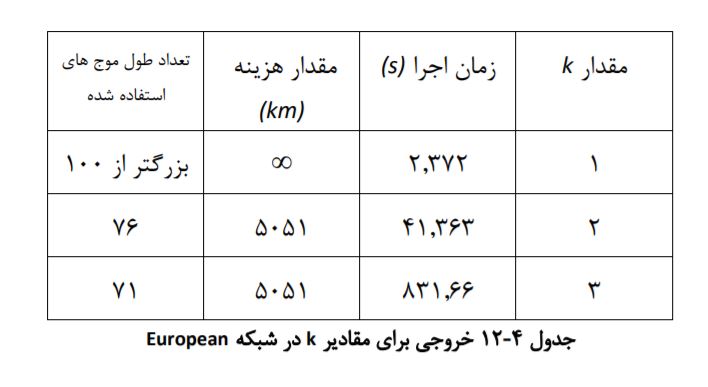 مقدار k
زمان اجرا (s)
مقدار هزینه
(km)
تعداد طول موج های
استفاده شده
۱
۲,۳۷۲
∞
بزرگتر از ۱۰۰
۲
۴۱,۳۶۳
۵۰۵۱
۷۶
۳
۸۳۱,۶۶
۵۰۵۱
۷۱
جدول ۴-۱۲ خروجی برای مقادیر k در شبکه European